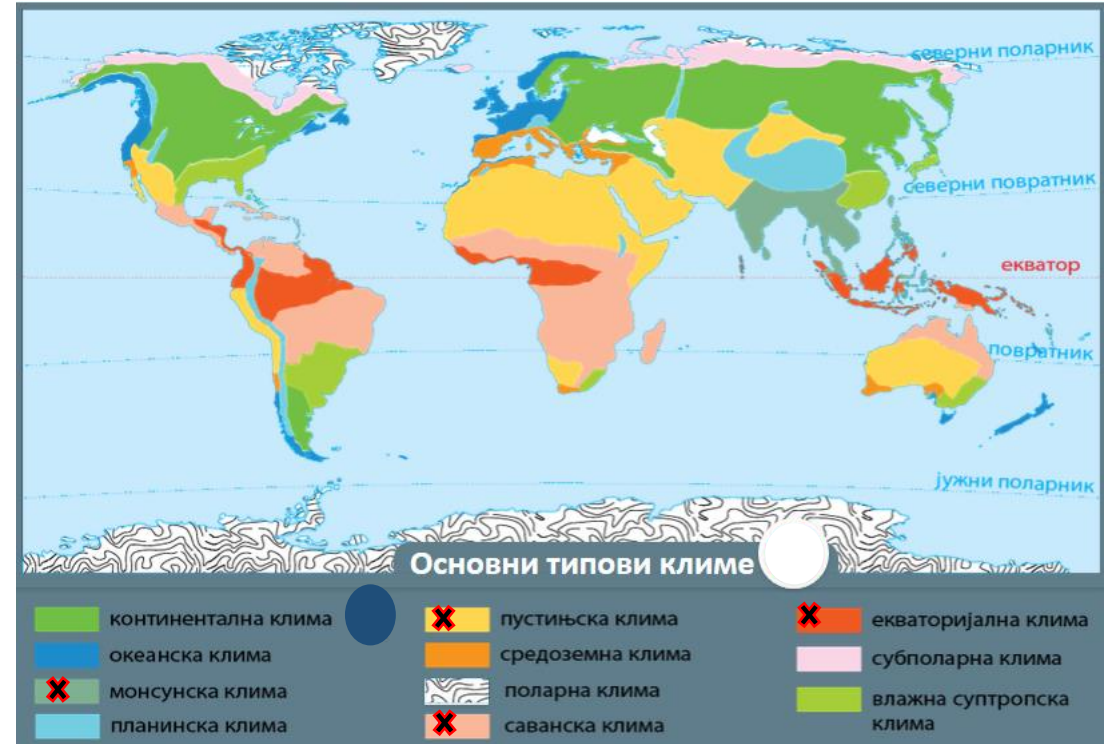 северни поларник
северни повратник
екватор
повратник
јужни поларник
Основни типови климе
континентална клима
океанска клима
монсунска клима
планинска клима
пустињска клима
средоземна клима
поларна клима
саванска клима
екваторијална клима
субполарна клима
влажна суптропска
клима